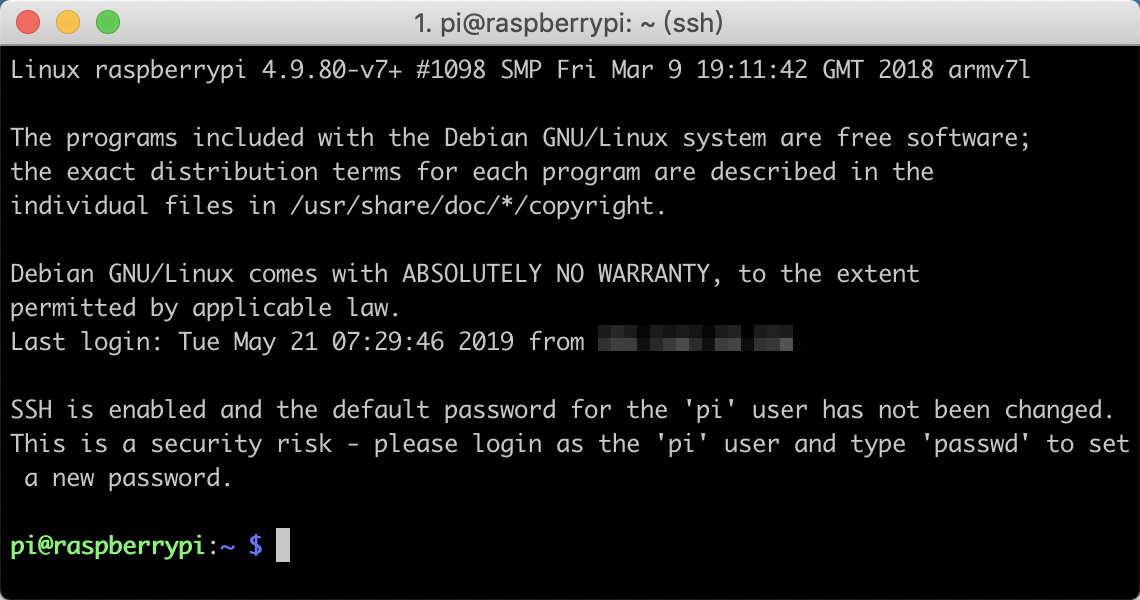 1. pi@raspberrypi: ~ (ssh)
Linux raspberrypi 4.9.80-v7+ #1098 SMP Fri Mar 9 19:11:42 GMT 2018 armv7l
The programs included with the Debian GNU/Linux system are free software;
the exact distribution terms for each program are described in the
individual files in /usr/share/doc/*/copyright.
Debian GNU/Linux comes with ABSOLUTELY NO WARRANTY, to the extent
permitted by applicable law.
Last login: Tue May 21 07:29:46 2019 from
SSH is enabled and the default password for the 'pi' user has not been changed.
This is a security risk - please login as the 'pi' user and type 'passwd' to set
a new password.
pi@raspberrypi:~ $